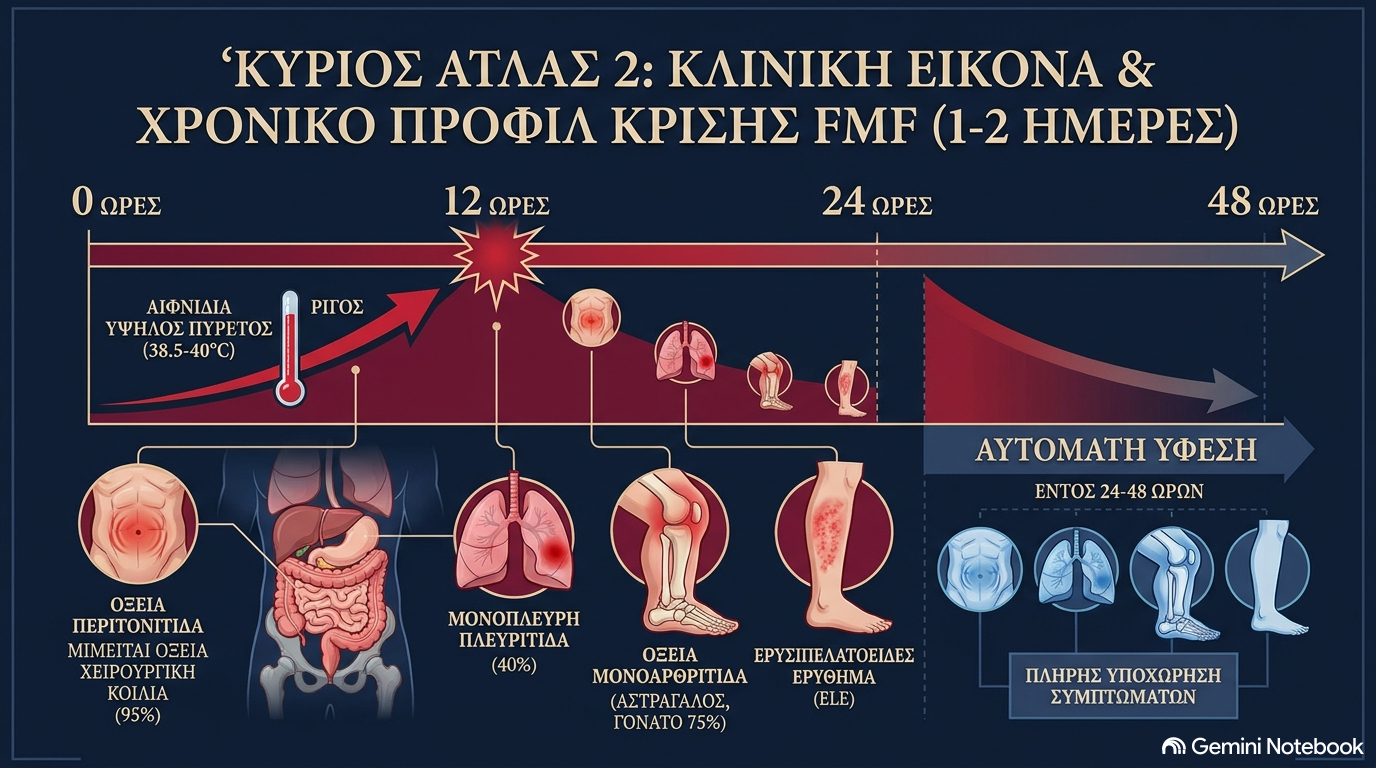 ‘ΚΥΡΙΟΣ ΑΤΛΑΣ 2: ΚΛΙΝΙΚΗ ΕΙΚΟΝΑ &
ΧΡΟΝΙΚΟ ΠΡΟΦΙΛ ΚΡΙΣΗΣ FMF (1-2 ΗΜΕΡΕΣ)
0 ΩΡΕΣ
12 ΩΡΕΣ
24 ΩΡΕΣ
48 ΩΡΕΣ
ΑΙΦΝΙΔΙΑ
ΥΨΗΛΟΣ ΠΥΡΕΤΟΣ
(38.5-40°C)
ΡΙΓΟΣ
ΟΞΕΙΑ
ΠΕΡΙΤΟΝΙΤΙΔΑ
ΜΙΜΕΙΤΑΙ ΟΞΕΙΑ
ΧΕΙΡΟΥΡΓΙΚΗ
ΚΟΙΛΙΑ
(95%)
ΜΟΝΟΠΛΕΥΡΗ
ΠΛΕΥΡΙΤΙΔΑ
(40%)
ΟΞΕΙΑ
ΜΟΝΟΑΡΘΡΙΤΙΔΑ
(ΑΣΤΡΑΓΑΛΟΣ,
ΓΟΝΑΤΟ 75%)
ΕΡΥΣΙΠΕΛΑΤΟΕΙΔΕΣ
ΕΡΥΘΗΜΑ
(ELE)
ΑΥΤΟΜΑΤΗ ΥΦΕΣΗ
ΕΝΤΟΣ 24-48 ΩΡΩΝ
ΠΛΗΡΗΣ ΥΠΟΧΩΡΗΣΗ
ΣΥΜΠΤΩΜΑΤΩΝ
Gemini Notebook